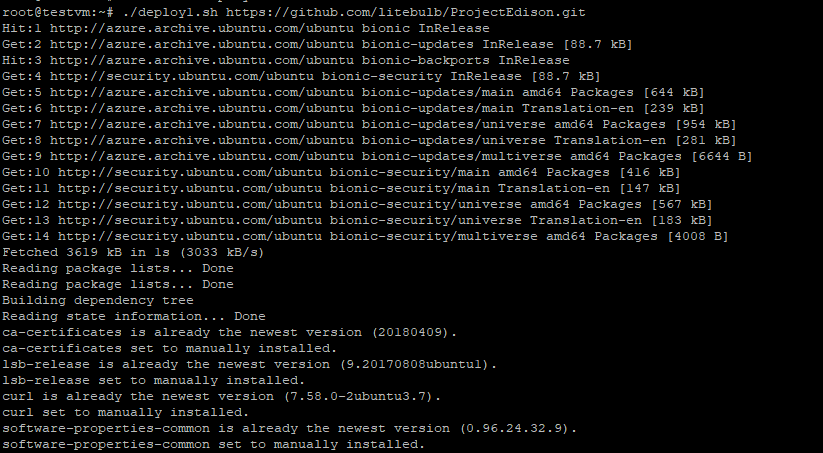 root@testvm:~# ./deploy1.sh https://github.com/litebulb/ProjectEdison.git
Hit:1 http://azure.archive.ubuntu.com/ubuntu bionic InRelease
Get:2 http://azure.archive.ubuntu.com/ubuntu bionic-updates InRelease [88.7 kB]
Hit:3 http://azure.archive.ubuntu.com/ubuntu bionic-backports InRelease
Get:4 http://security.ubuntu.com/ubuntu bionic-security InRelease [88.7 kB]
Get:5 http://azure.archive.ubuntu.com/ubuntu bionic-updates/main amd64 Packages [644 kB]
Get:6 http://azure.archive.ubuntu.com/ubuntu bionic-updates/main Translation-en [239 kB]
Get:7 http://azure.archive.ubuntu.com/ubuntu bionic-updates/universe amd64 Packages [954 kB]
Get:8 http://azure.archive.ubuntu.com/ubuntu bionic-updates/universe Translation-en [281 kB]
Get:9 http://azure.archive.ubuntu.com/ubuntu bionic-updates/multiverse amd64 Packages [6644 B]
Get:10 http://security.ubuntu.com/ubuntu bionic-security/main amd64 Packages [416 kB]
Get:11 http://security.ubuntu.com/ubuntu bionic-security/main Translation-en [147 kB]
Get:12 http://security.ubuntu.com/ubuntu bionic-security/universe amd64 Packages [567 kB]
Get:13 http://security.ubuntu.com/ubuntu bionic-security/universe Translation-en [183 kB]
Get:14 http://security.ubuntu.com/ubuntu bionic-security/multiverse amd64 Packages [4008 B]
Fetched 3619 kB in 1s (3033 kB/s)
Reading package lists... Done
Reading package lists... Done
Building dependency tree
Reading state information... Done
ca-certificates is already the newest version (20180409).
ca-certificates set to manually installed.
lsb-release is already the newest version (9.20170808ubuntu1).
lsb-release set to manually installed.
curl is already the newest version (7.58.0-2ubuntu3.7).
curl set to manually installed.
software-properties-common is already the newest version (0.96.24.32.9).
software-properties-common set to manually installed.